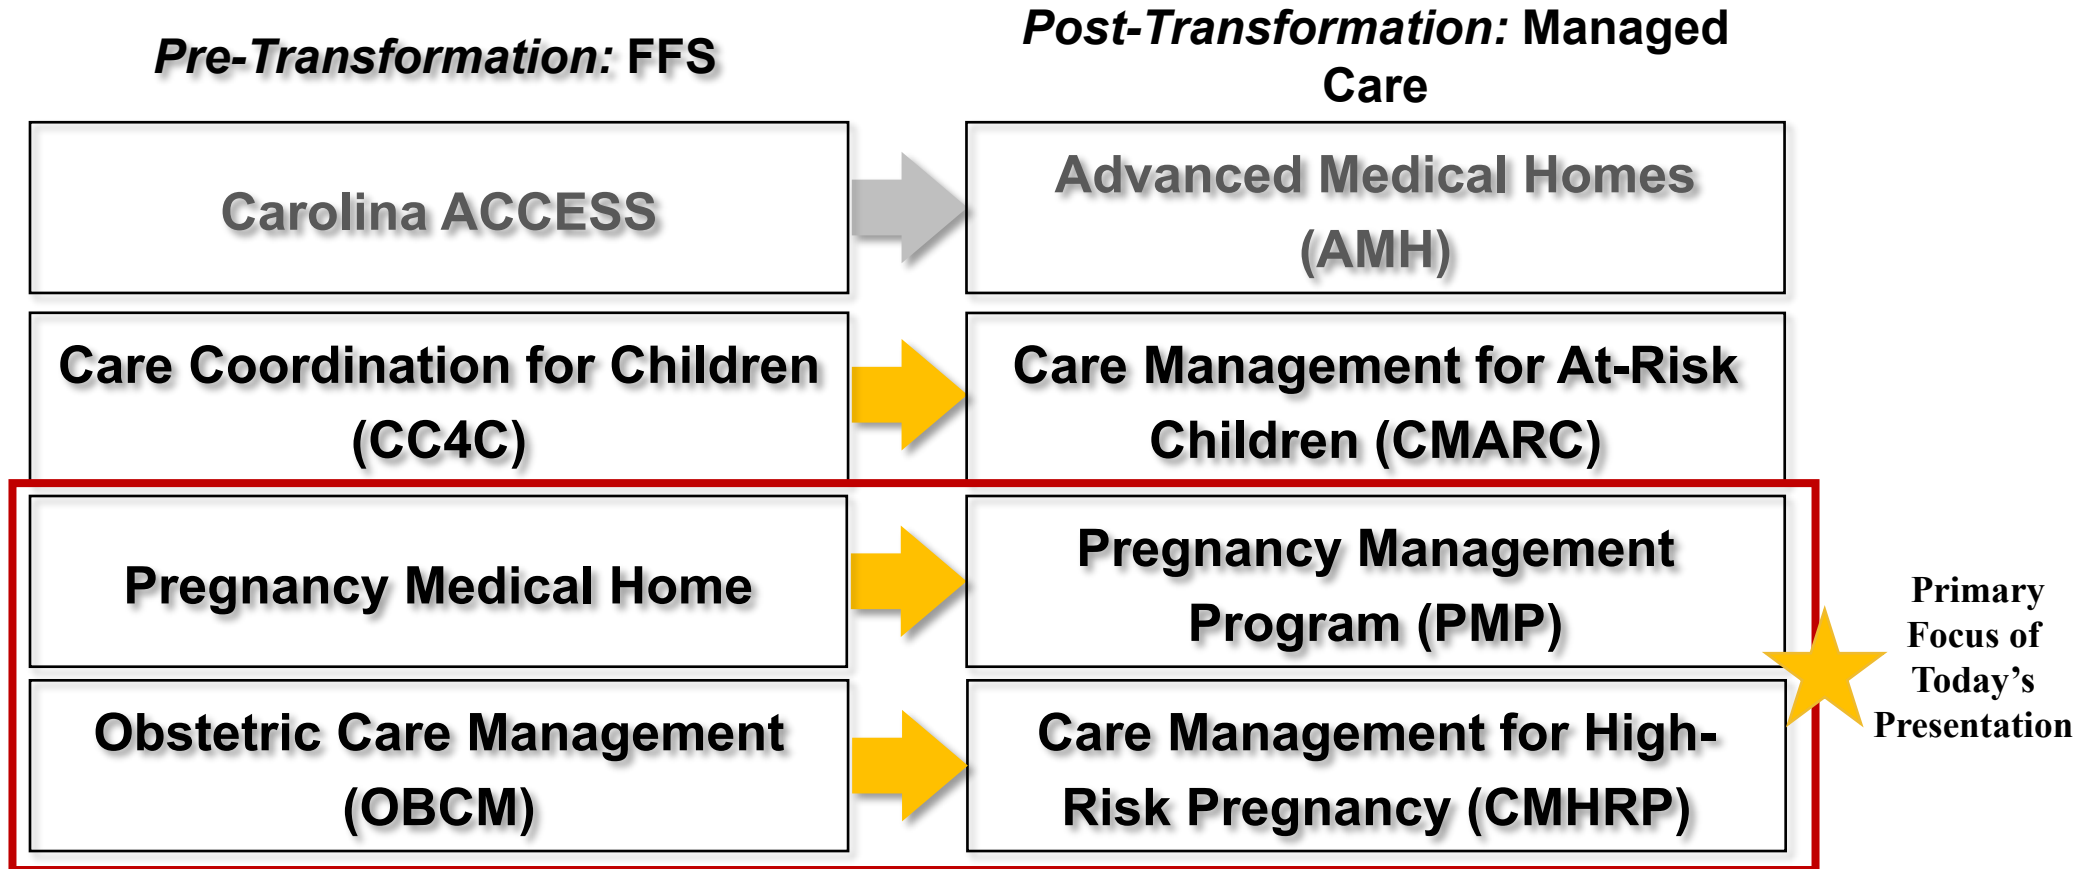 Pre-Transformation: FFS
Post-Transformation: Managed
Care
Carolina ACCESS
Advanced Medical Homes
(AMH)
Care Coordination for Children
(CC4C)
Care Management for At-Risk
Children (CMARC)
Pregnancy Medical Home
Pregnancy Management
Program (PMP)
Obstetric Care Management
(OBCM)
Care Management for High-
Risk Pregnancy (CMHRP)
Primary
Focus of
Today’s
Presentation